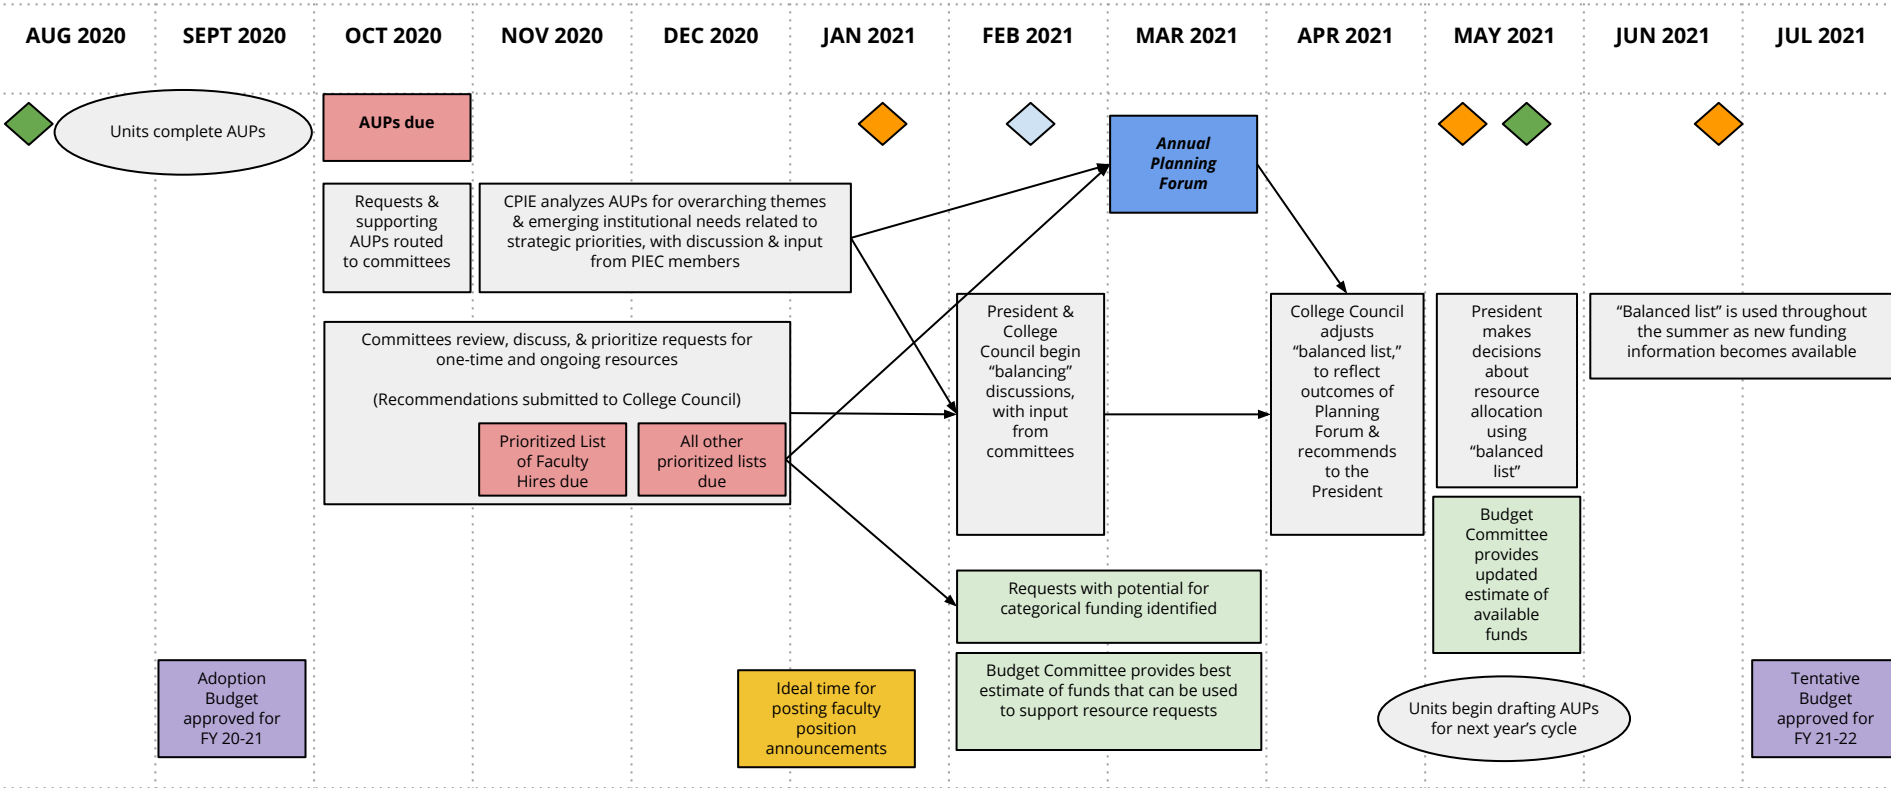 AUG 2020
SEPT 2020
OCT 2020
NOV 2020
DEC 2020
JAN 2021
FEB 2021
MAR 2021
APR 2021
MAY 2021
JUN 2021
JUL 2021
Units complete AUPs
AUPs due
Annual
Planning
Forum
Requests &
supporting
AUPs routed
to committees
CPIE analyzes AUPs for overarching themes
& emerging institutional needs related to
strategic priorities, with discussion & input
from PIEC members
Committees review, discuss, & prioritize requests for
one-time and ongoing resources
(Recommendations submitted to College Council)
Prioritized List
of Faculty
Hires due
All other
prioritized lists
due
President &
College
Council begin
“balancing”
discussions,
with input
from
committees
College Council
adjusts
“balanced list,”
to reflect
outcomes of
Planning
Forum &
recommends
to the
President
President
makes
decisions
about
resource
allocation
using
“balanced
list”
“Balanced list” is used throughout
the summer as new funding
information becomes available
Budget
Committee
provides
updated
estimate of
available
funds
Requests with potential for
categorical funding identified
Adoption
Budget
approved for
FY 20-21
Ideal time for
posting faculty
position
announcements
Budget Committee provides best
estimate of funds that can be used
to support resource requests
Units begin drafting AUPs
for next year’s cycle
Tentative
Budget
approved for
FY 21-22